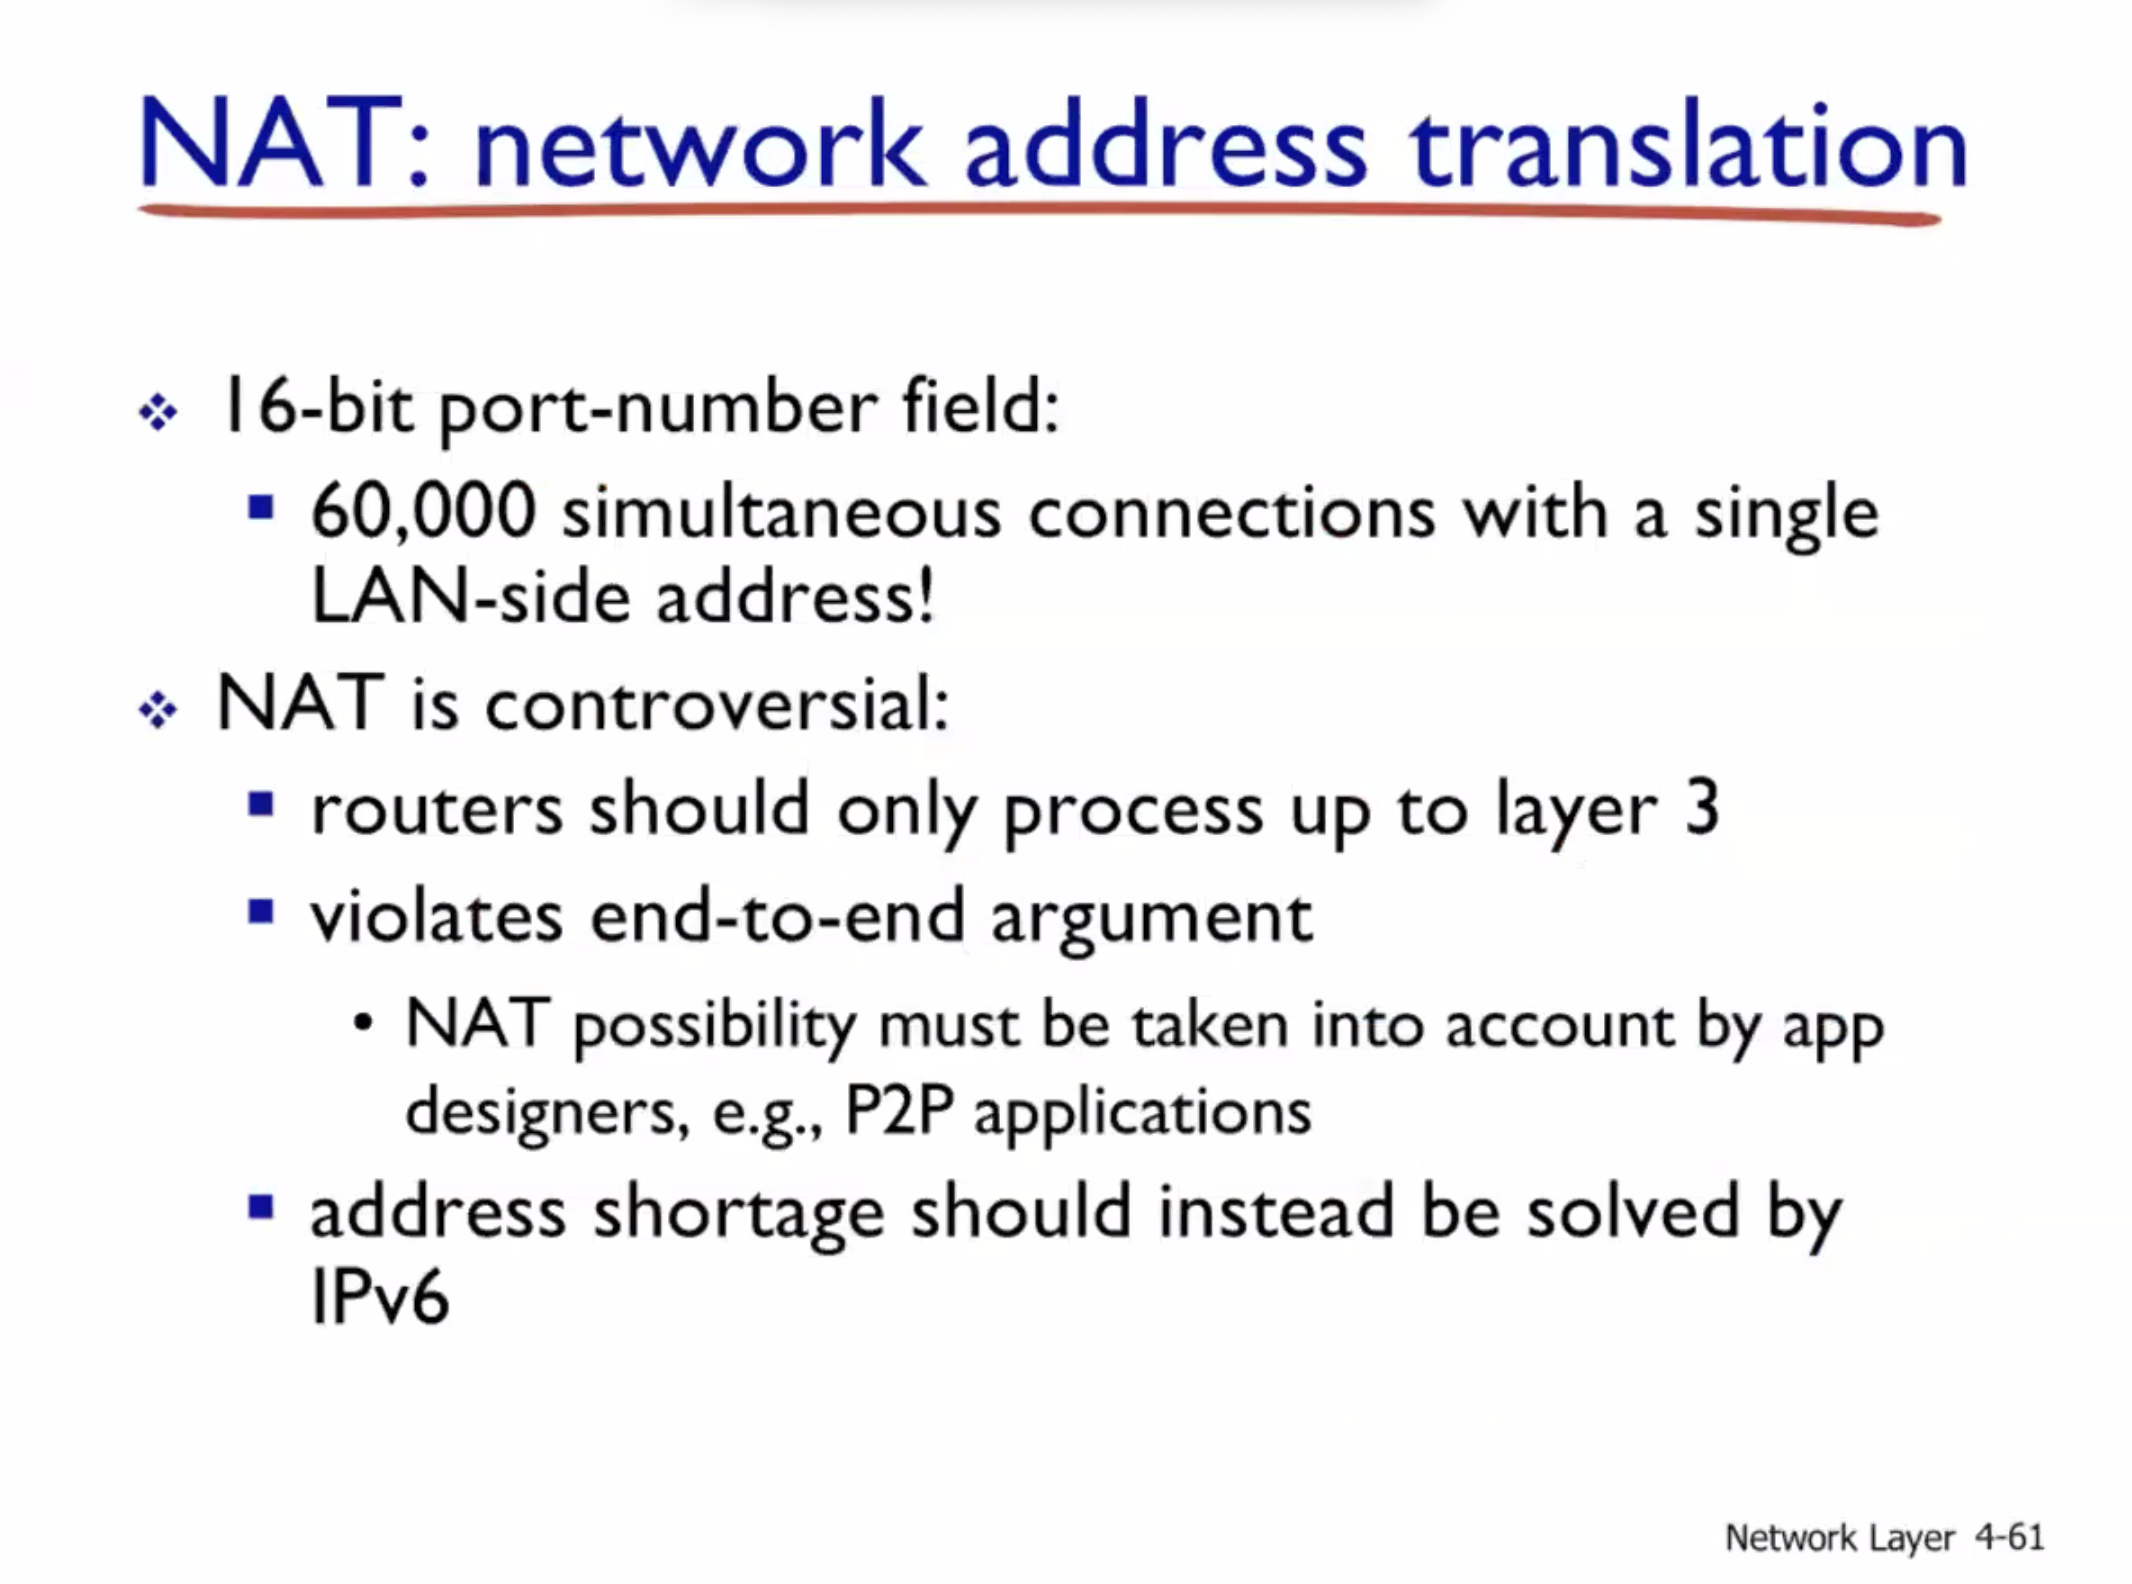 NAT: network address translation
16-bit port-number field:
60,000 simultaneous connections with a single
LAN-side address!
NAT is controversial:
routers should only process up to layer 3
violates end-to-end argument
• NAT possibility must be taken into account by app
designers, e.g., P2P applications
address shortage should instead be solved by
IPv6
Network Layer 4-61